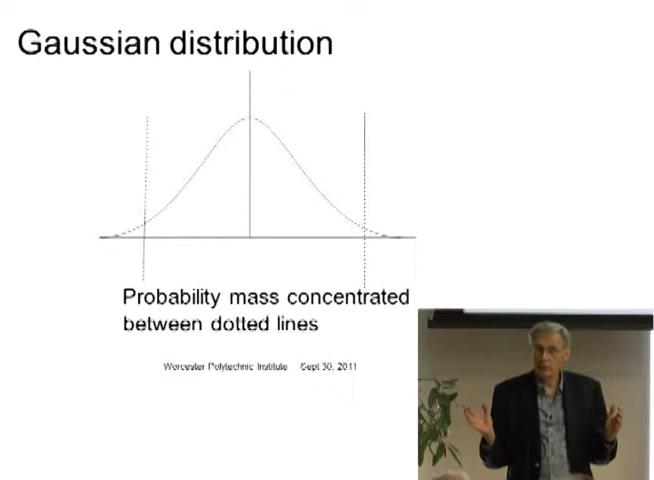 Gaussian distribution
Probability mass concentrated
between dotted lines
Worcester Polytechnic Institute Sept 30, 2011